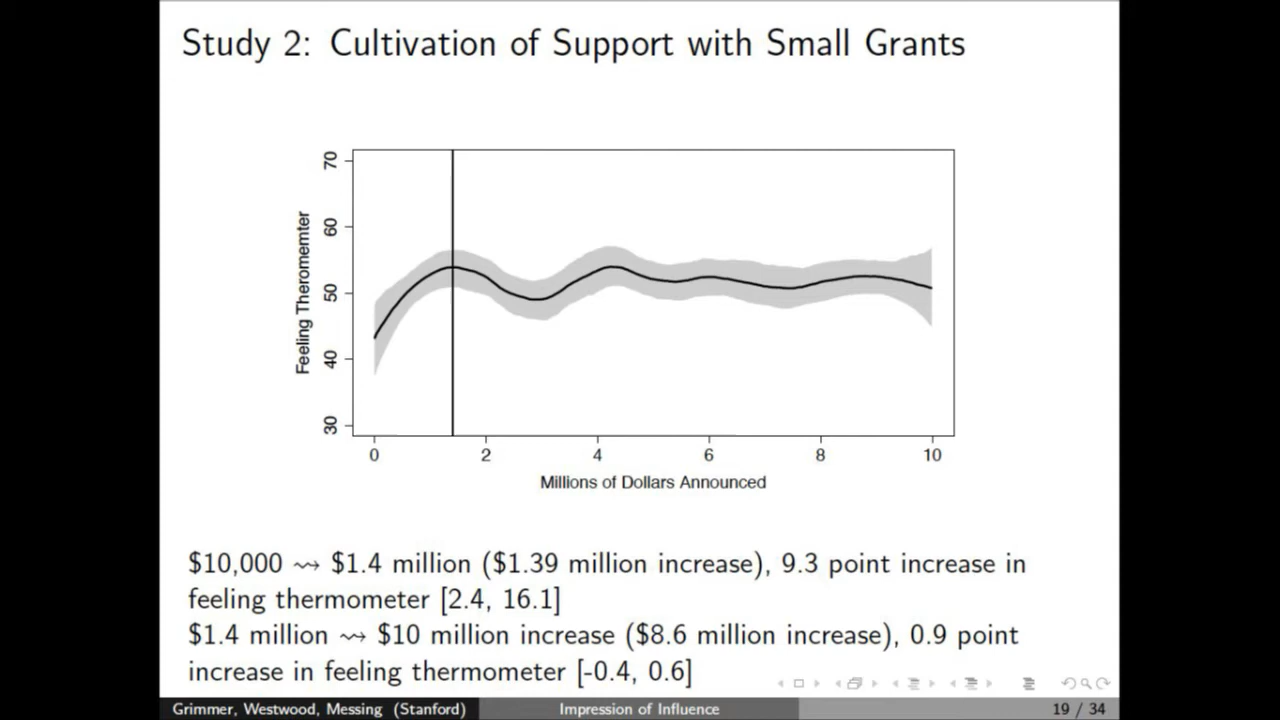 Study 2: Cultivation of Support with Small Grants
70
60
50
40
30
Feeling Theromemter
0 2 4 6 8 10
Millions of Dollars Announced
$10,000 ⇝ $1.4 million ($1.39 million increase), 9.3 point increase in
feeling thermometer [2.4, 16.1]
$1.4 million ⇝ $10 million increase ($8.6 million increase), 0.9 point
increase in feeling thermometer [-0.4, 0.6]
Grimmer, Westwood, Messing (Stanford) Impression of Influence 19 / 34